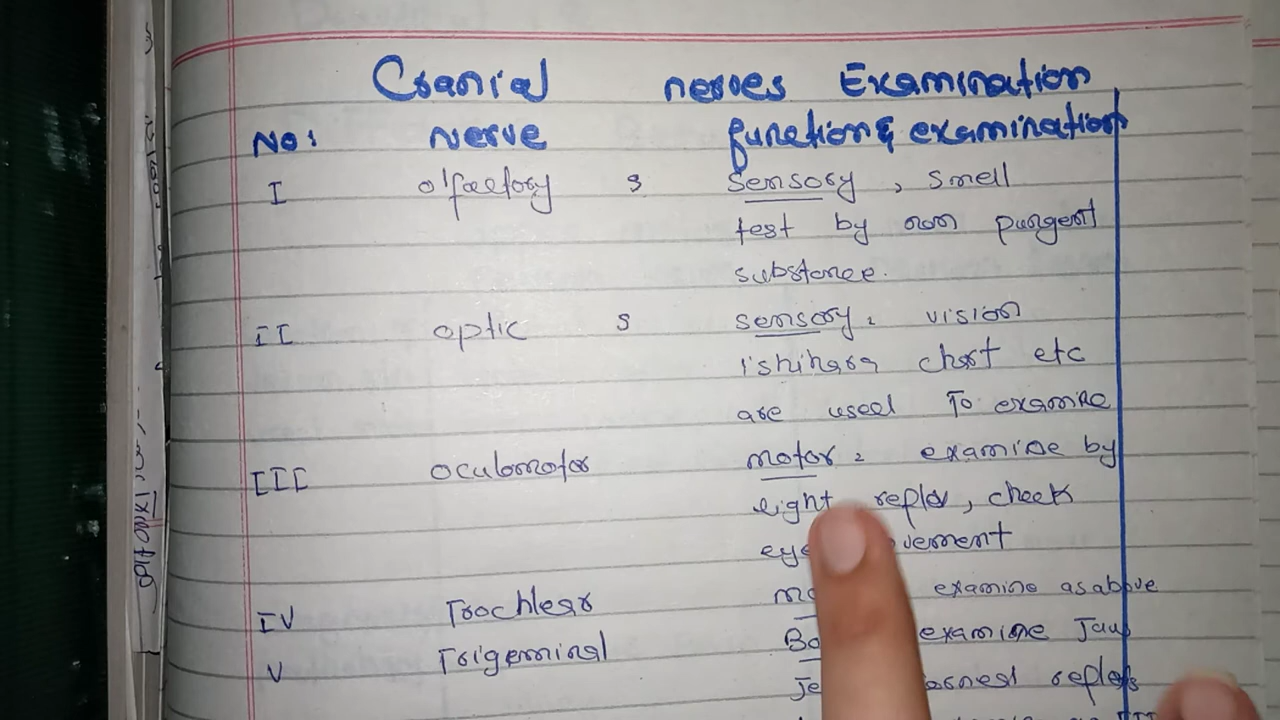 Cranial nerves Examination
No: nerve function & examination
I olfactory s sensory, smell
test by non pungent
substance.
II optic s sensory: vision
ishihara chart etc
are used To examine
III oculomotor motor: examine by
light reflex, check
eye movement
IV Trochlear examine as above
V Trigeminal examine Jaw
reflex